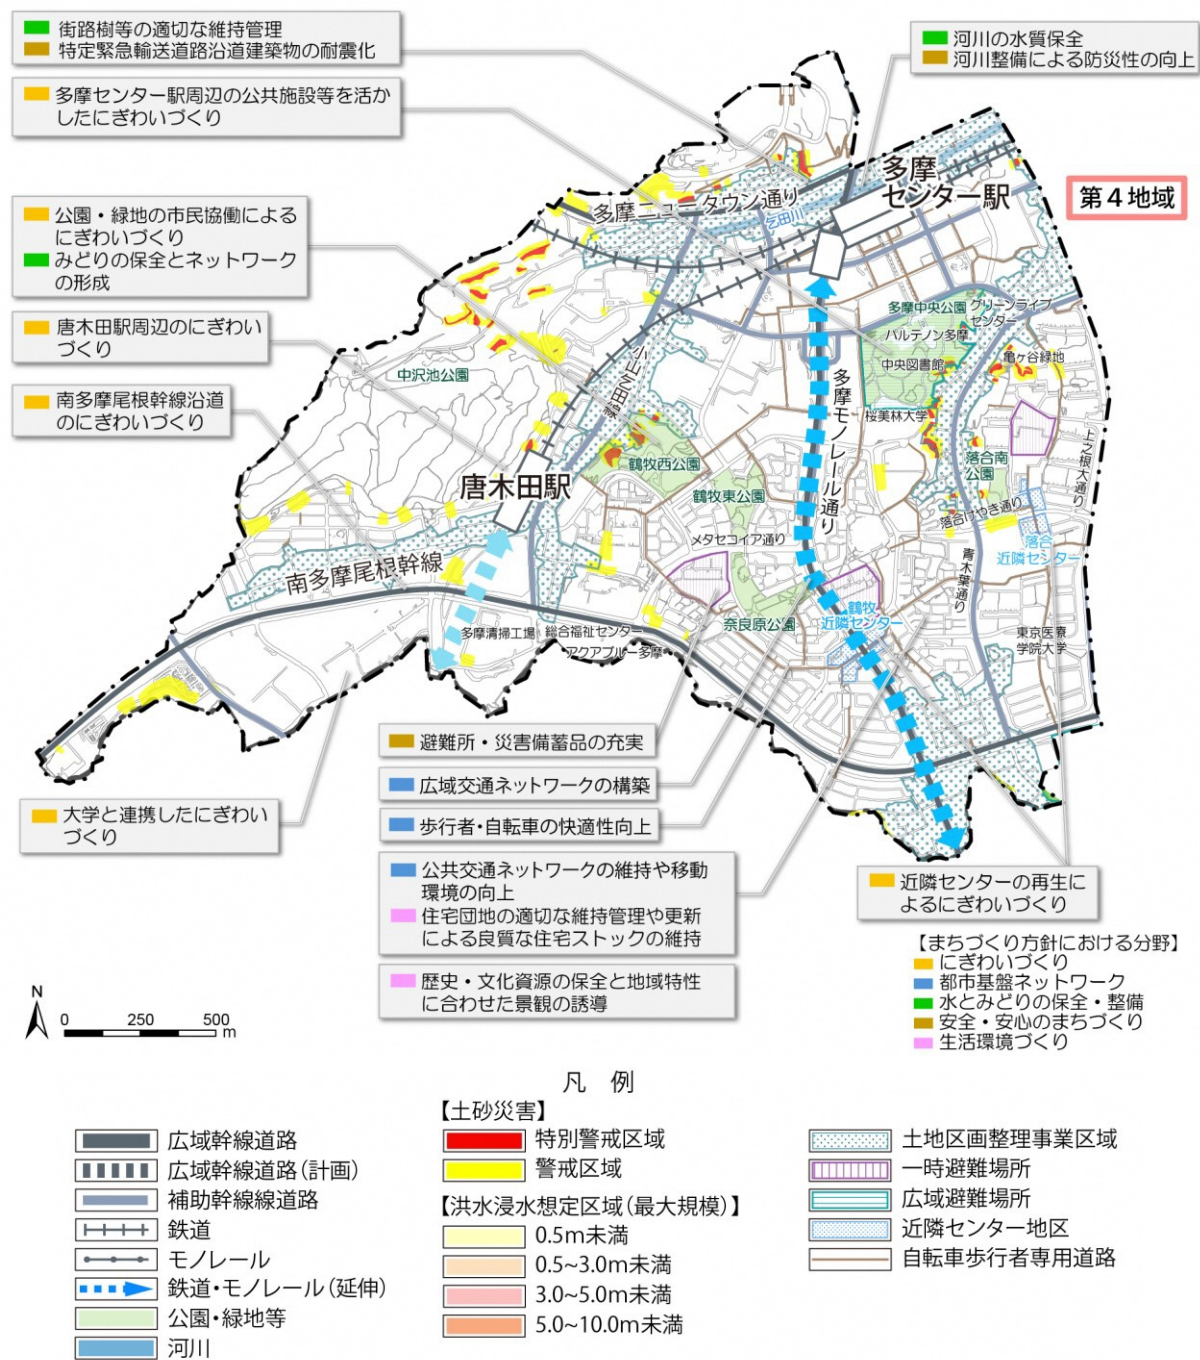 街路樹等の適切な維持管理
特定緊急輸送道路沿道建築物の耐震化
河川の水質保全
河川整備による防災性の向上
多摩センター駅周辺の公共施設等を活か
したにぎわいづくり
第4地域
公園・緑地の市民協働による
にぎわいづくり
みどりの保全とネットワーク
の形成
唐木田駅周辺のにぎわい
づくり
南多摩尾根幹線沿道
のにぎわいづくり
多摩
センター駅
多摩ニュータウン通り
乞田川
多摩中央公園
グリーンライブ
センター
パルテノン多摩
中央図書館
亀ヶ谷緑地
桜美林大学
中沢池公園
多摩モノレール通り
上之根大通り
鶴牧西公園
唐木田駅
鶴牧東公園
落合南
公園
落合けやき通り
落合
近隣センター
メタセコイア通り
青木葉通り
南多摩尾根幹線
鶴牧
近隣センター
奈良原公園
多摩清掃工場
総合福祉センター
アクアブルー多摩
東京医療
学院大学
避難所・災害備蓄品の充実
広域交通ネットワークの構築
歩行者・自転車の快適性向上
大学と連携したにぎわい
づくり
公共交通ネットワークの維持や移動
環境の向上
住宅団地の適切な維持管理や更新
による良質な住宅ストックの維持
近隣センターの再生に
よるにぎわいづくり
歴史・文化資源の保全と地域特性
に合わせた景観の誘導
【まちづくり方針における分野】
にぎわいづくり
都市基盤ネットワーク
水とみどりの保全・整備
安全・安心のまちづくり
生活環境づくり
N
0 250 500
m
凡 例
広域幹線道路
広域幹線道路(計画)
補助幹線線道路
鉄道
モノレール
鉄道・モノレール(延伸)
公園・緑地等
河川
【土砂災害】
特別警戒区域
警戒区域
【洪水浸水想定区域(最大規模)】
0.5m未満
0.5~3.0m未満
3.0~5.0m未満
5.0~10.0m未満
土地区画整理事業区域
一時避難場所
広域避難場所
近隣センター地区
自転車歩行者専用道路